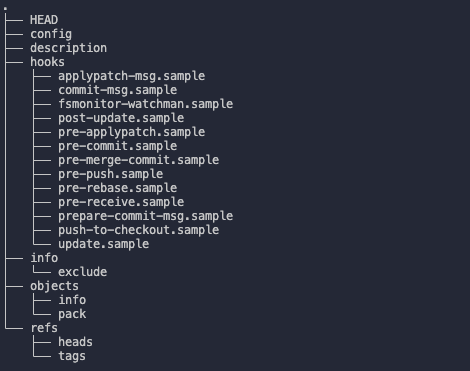 .
├── HEAD
├── config
├── description
├── hooks
│   ├── applypatch-msg.sample
│   ├── commit-msg.sample
│   ├── fsmonitor-watchman.sample
│   ├── post-update.sample
│   ├── pre-applypatch.sample
│   ├── pre-commit.sample
│   ├── pre-merge-commit.sample
│   ├── pre-push.sample
│   ├── pre-rebase.sample
│   ├── pre-receive.sample
│   ├── prepare-commit-msg.sample
│   ├── push-to-checkout.sample
│   └── update.sample
├── info
│   └── exclude
├── objects
│   ├── info
│   └── pack
└── refs
    ├── heads
    └── tags